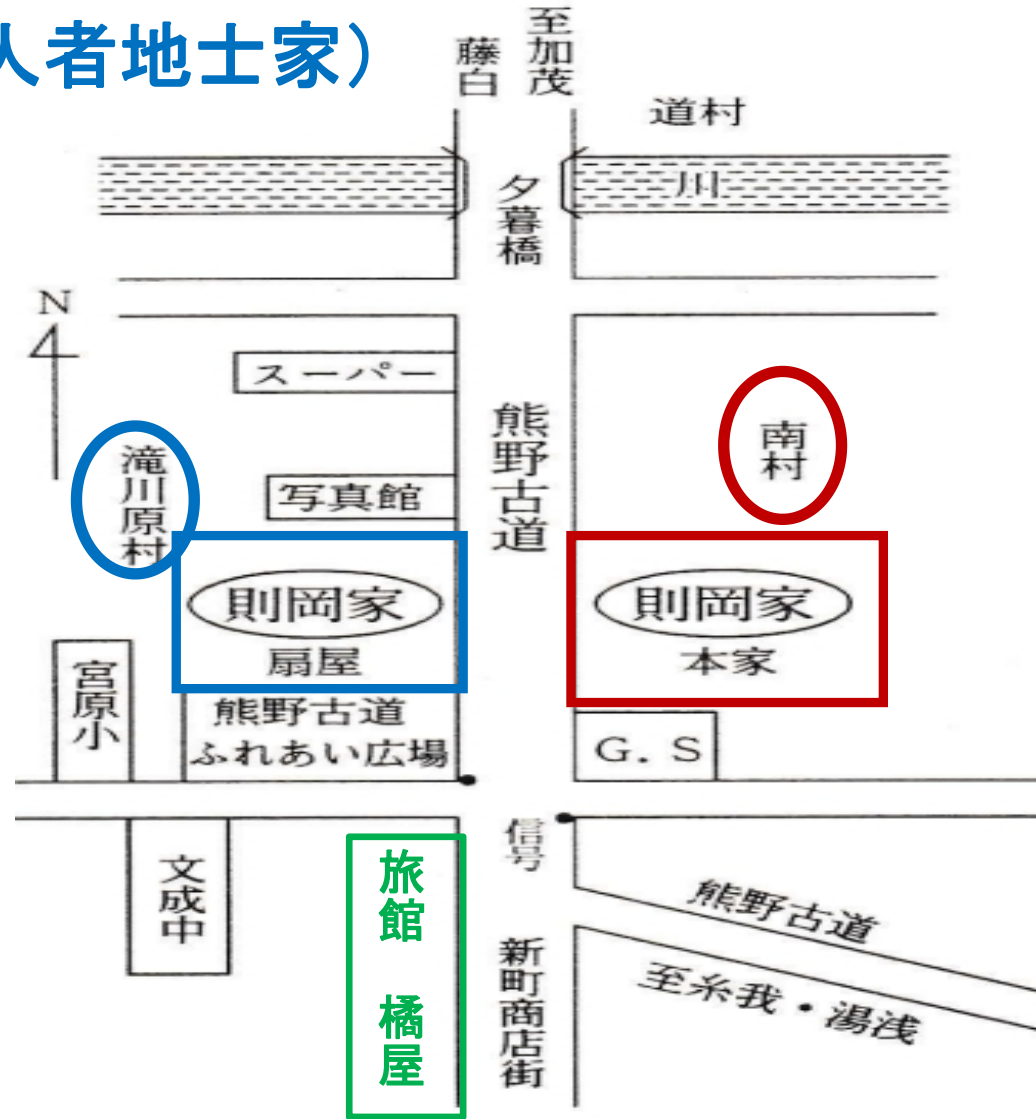 人者地士家）
至加茂
藤白
道村
川
夕暮橋
N
スーパー
熊野古道
南村
滝川原村
写真館
則岡家
扇屋
則岡家
本家
宮原小
熊野古道
ふれあい広場
G.S
信号
文成中
旅館 橘屋
熊野古道
至糸我・湯浅
新町商店街